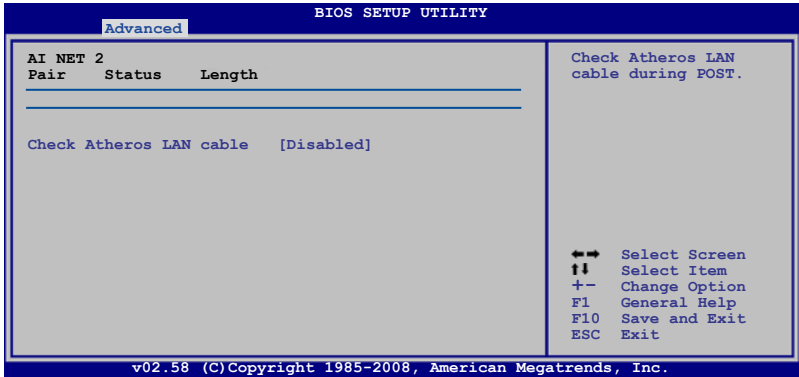 BIOS SETUP UTILITY
Advanced
AI NET 2
Pair Status Length
Check Atheros LAN cable [Disabled]
Check Atheros LAN
cable during POST.
←→ Select Screen
↑↓ Select Item
+- Change Option
F1 General Help
F10 Save and Exit
ESC Exit
v02.58 (C)Copyright 1985-2008, American Megatrends, Inc.